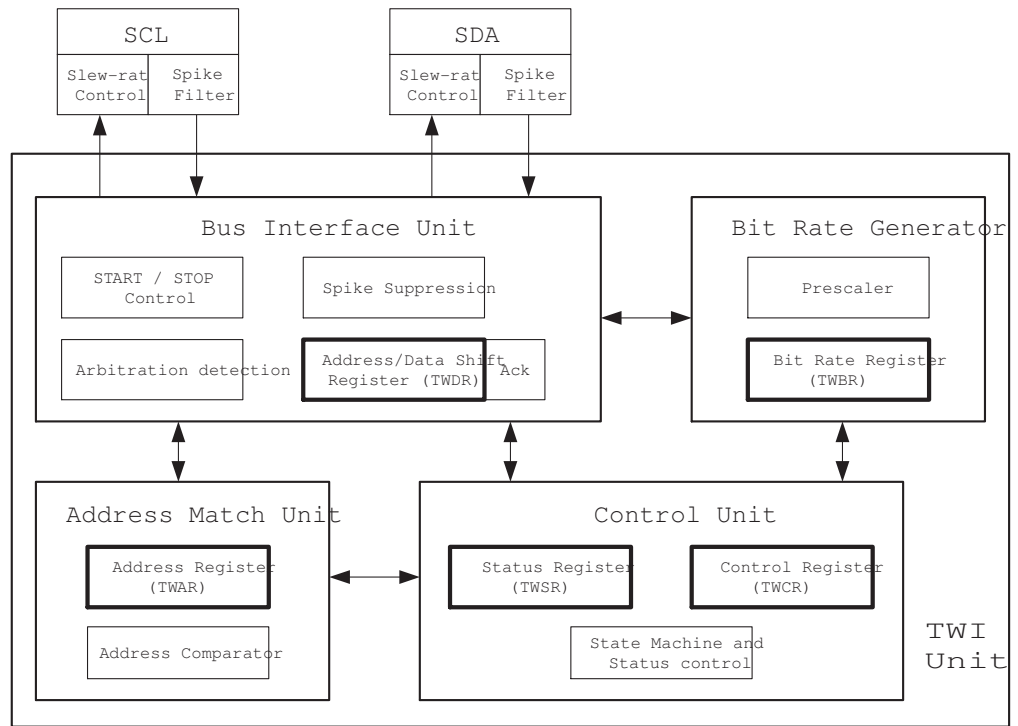 SCL
SDA
Slew-rat
Control
Spike
Filter
Slew-rat
Control
Spike
Filter
Bus Interface Unit
Bit Rate Generator
START / STOP
Control
Spike Suppression
Prescaler
Arbitration detection
Address/Data Shift
Register (TWDR)
Ack
Bit Rate Register
(TWBR)
Address Match Unit
Control Unit
Address Register
(TWAR)
Status Register
(TWSR)
Control Register
(TWCR)
Address Comparator
State Machine and
Status control
TWI
Unit